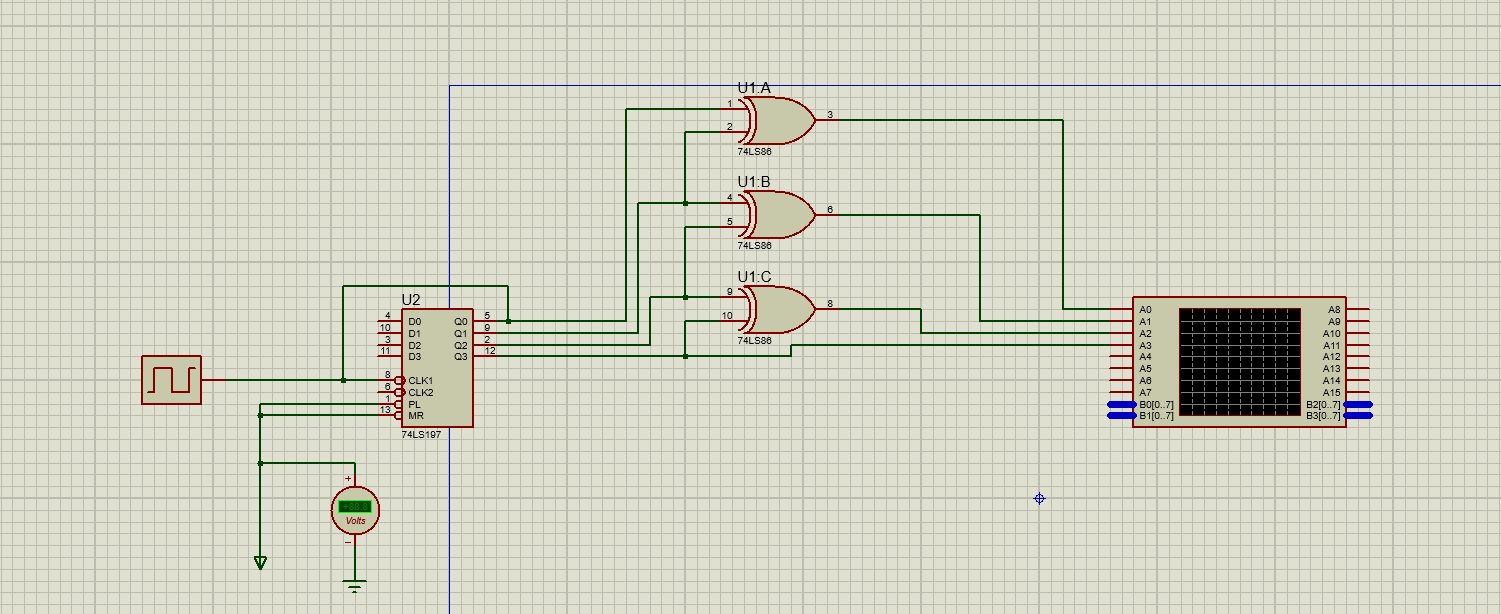 U1:A
1
2
3
74LS86
U1:B
4
5
6
74LS86
U1:C
9
10
8
74LS86
U2
4 D0 Q0 5
10 D1 Q1 9
3 D2 Q2 2
11 D3 Q3 12
8 CLK1
6 CLK2
1 PL
13 MR
74LS197
A0 A8
A1 A9
A2 A10
A3 A11
A4 A12
A5 A13
A6 A14
A7 A15
B0[0..7] B2[0..7]
B1[0..7] B3[0..7]
+
Volts
−